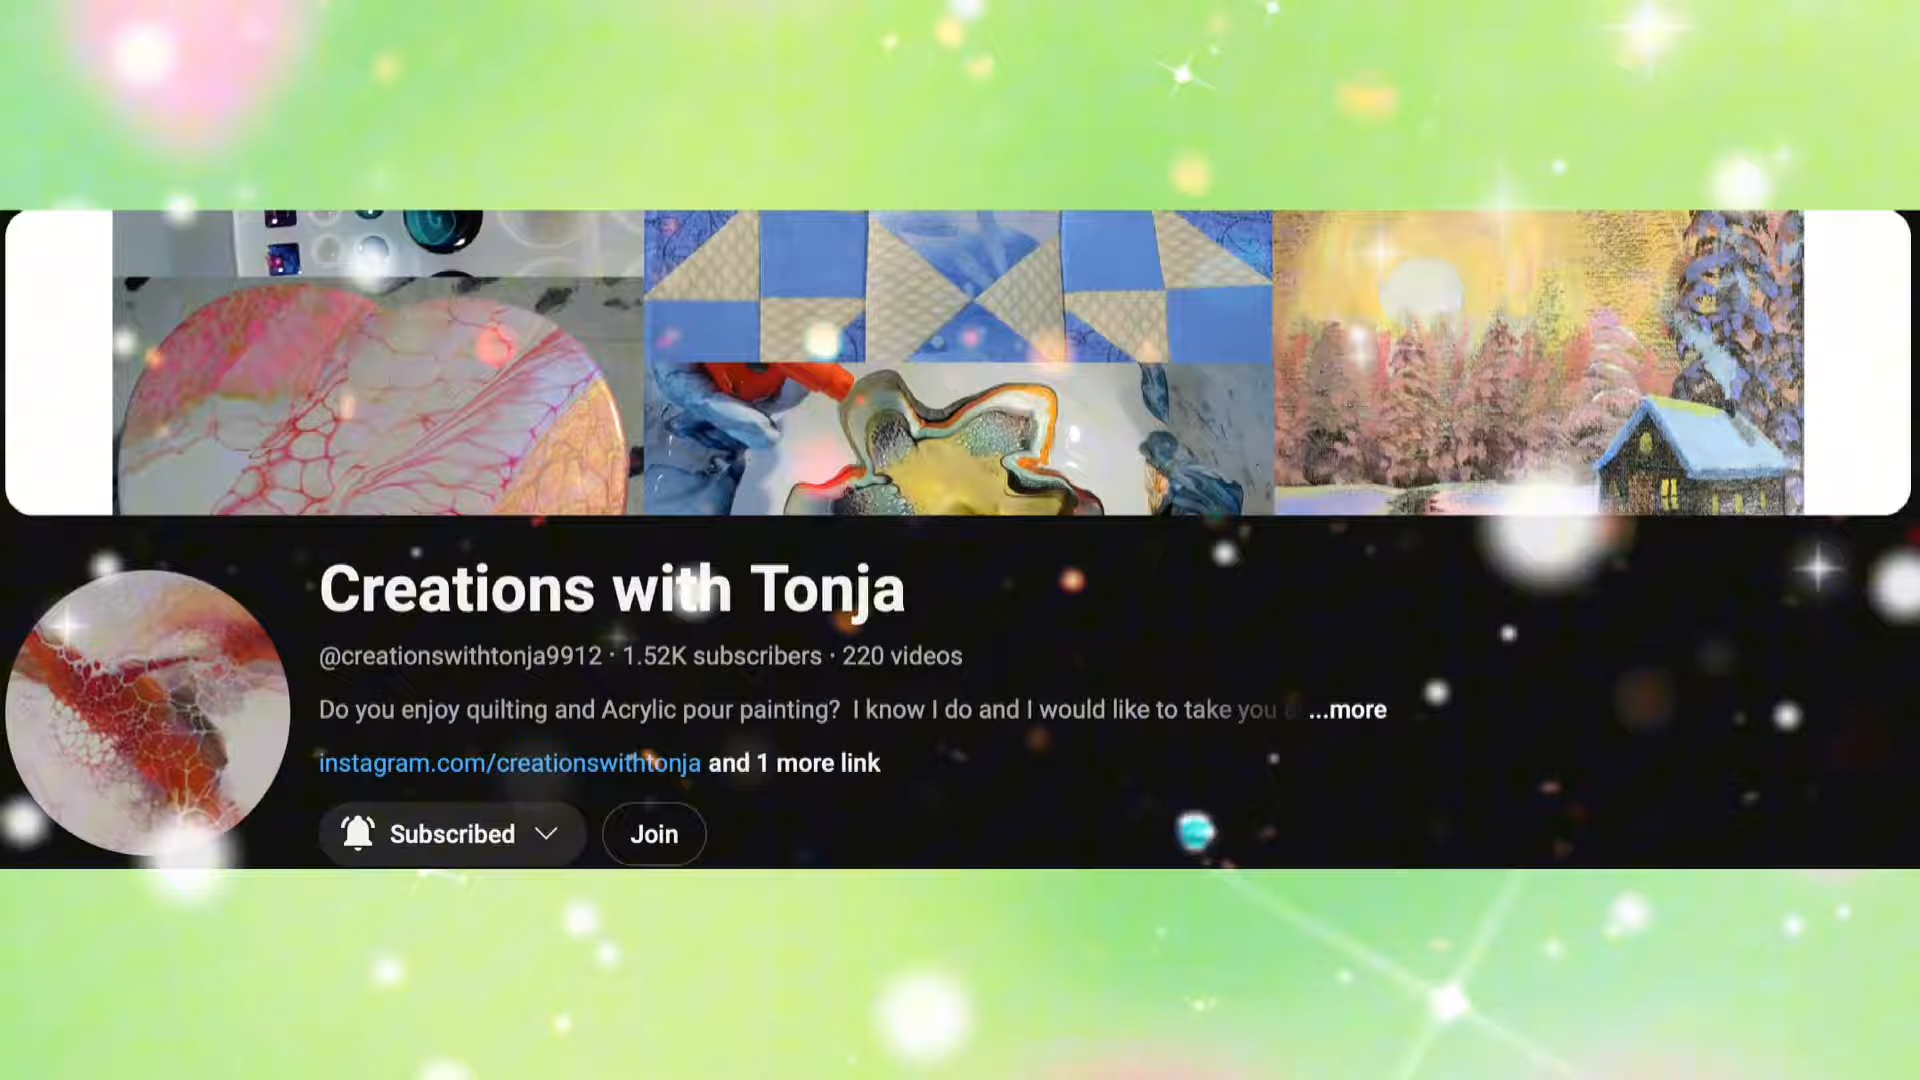 Creations with Tonja
@creationswithtonja9912 · 1.52K subscribers · 220 videos
Do you enjoy quilting and Acrylic pour painting?  I know I do and I would like to take you ...more
instagram.com/creationswithtonja and 1 more link
Subscribed
Join